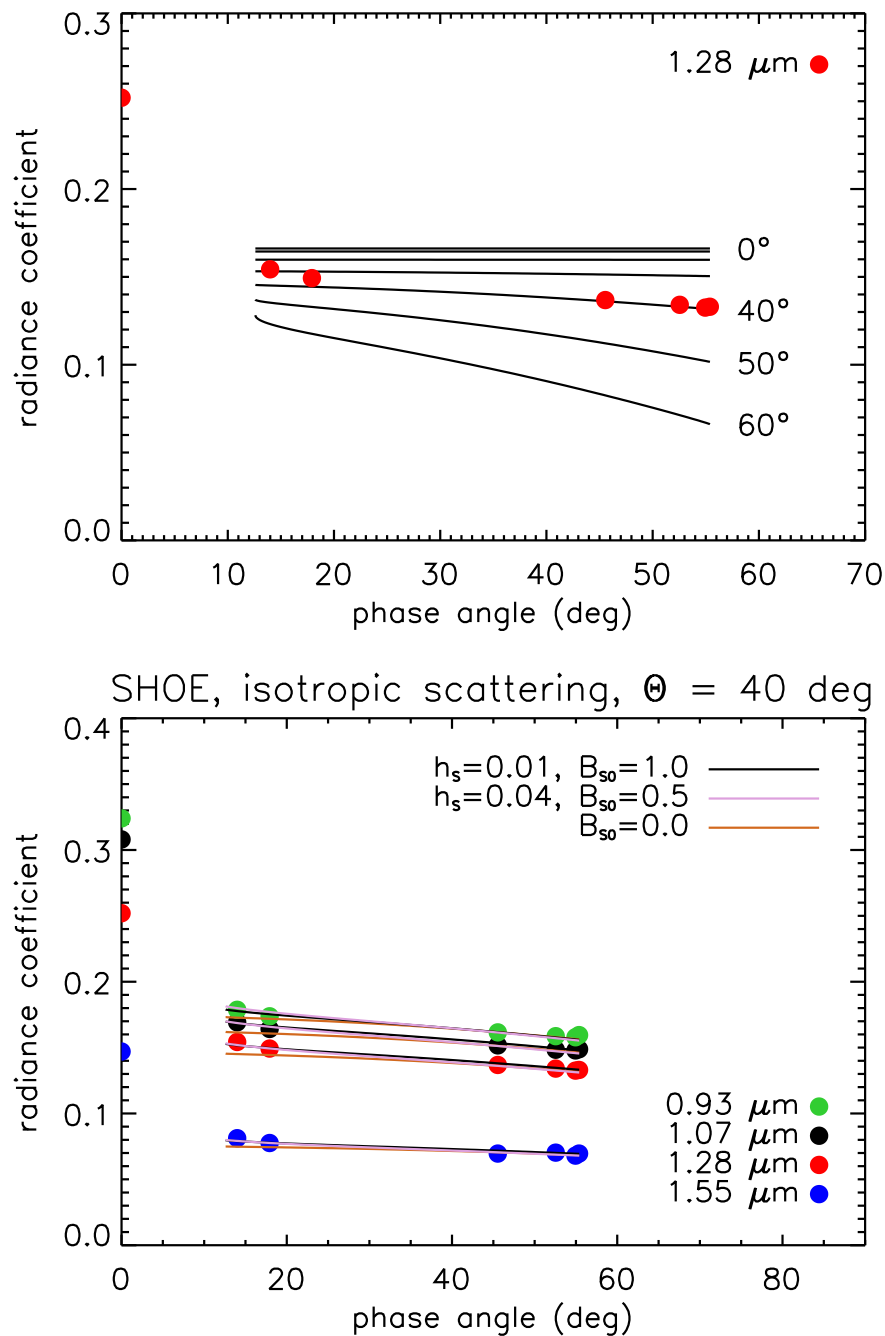 0.3
1.28 μm
0.2
0°
40°
50°
0.1
60°
0.0
radiance coefficient
0 10 20 30 40 50 60 70
phase angle (deg)
SHOE, isotropic scattering, Θ = 40 deg
0.4
hs=0.01, Bso=1.0
hs=0.04, Bso=0.5
Bso=0.0
0.3
0.2
0.1
0.93 μm
1.07 μm
1.28 μm
1.55 μm
0.0
radiance coefficient
0 20 40 60 80
phase angle (deg)